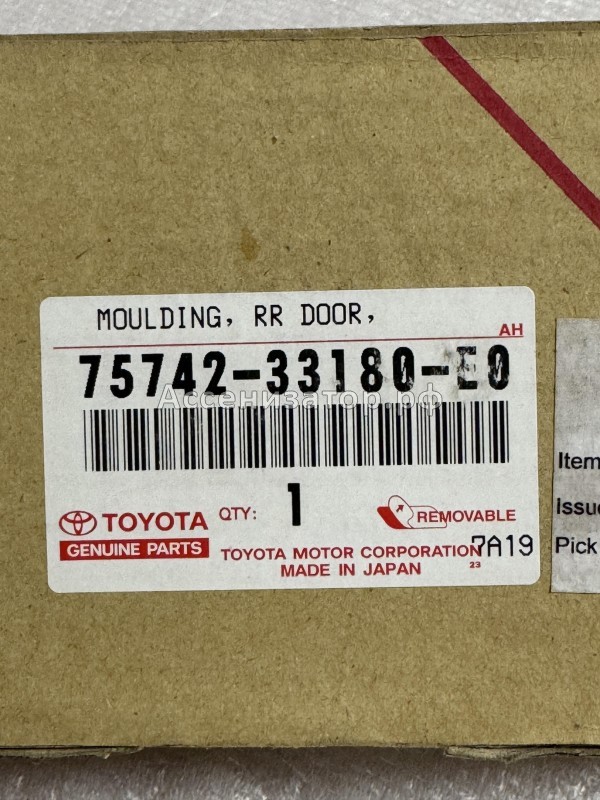 MOULDING, RR DOOR,
AH
75742-33180-E0
Ассенизатор.рф
TOYOTA
GENUINE PARTS
QTY: 1
REMOVABLE
TOYOTA MOTOR CORPORATION 7A19
MADE IN JAPAN
23
Item
Issue
Pick